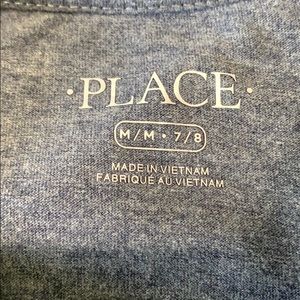 ·PLACE·
M/M • 7/8
MADE IN VIETNAM
FABRIQUÉ AU VIETNAM